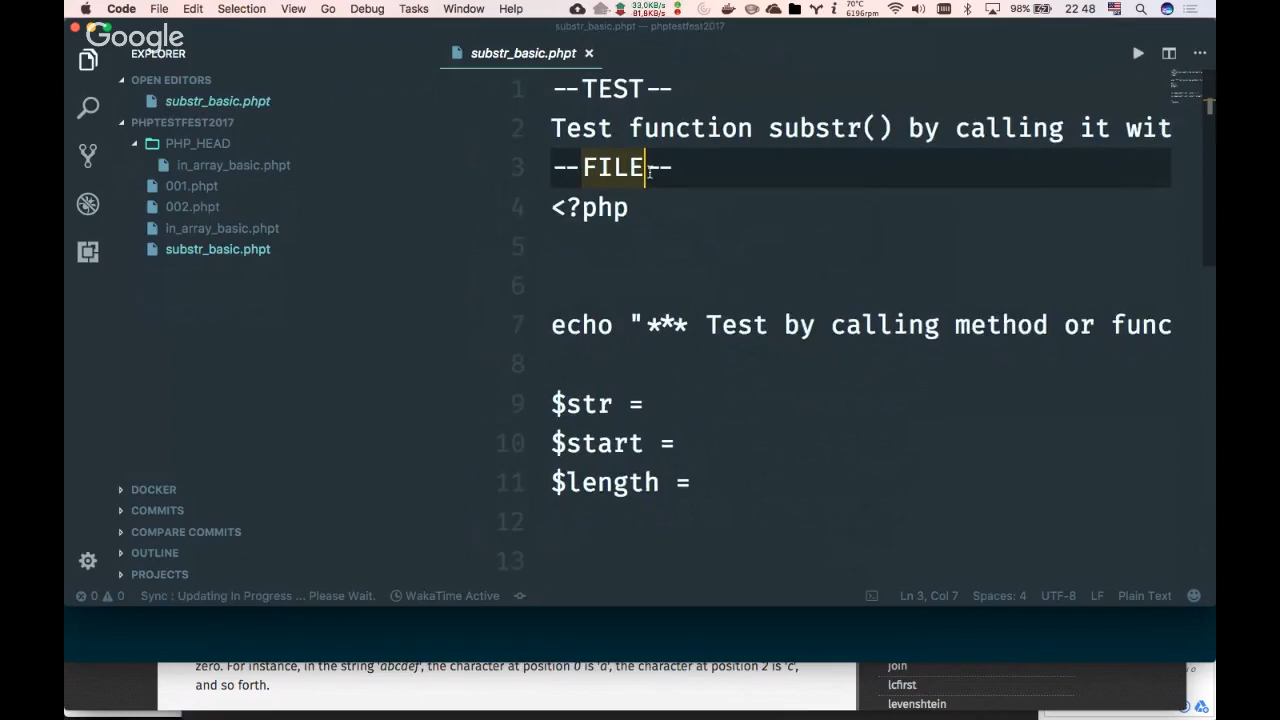 Code File Edit Selection View Go Debug Tasks Window Help 33,0KB/s 81,8KB/s 70°C 6196rpm 98% 22 48
Google
substr_basic.phpt — phptestfest2017
EXPLORER
substr_basic.phpt
OPEN EDITORS
substr_basic.phpt
PHPTESTFEST2017
PHP_HEAD
in_array_basic.phpt
001.phpt
002.phpt
in_array_basic.phpt
substr_basic.phpt
DOCKER
COMMITS
COMPARE COMMITS
OUTLINE
PROJECTS
1 --TEST--
2 Test function substr() by calling it wit
3 --FILE--
4 <?php
5
6
7 echo "*** Test by calling method or func
8
9 $str =
10 $start =
11 $length =
12
13
0 0 Sync : Updating In Progress ... Please Wait. WakaTime Active Ln 3, Col 7 Spaces: 4 UTF-8 LF Plain Text
zero. For instance, in the string 'abcdef', the character at position 0 is 'a', the character at position 2 is 'c',
and so forth.
join
lcfirst
levenshtein